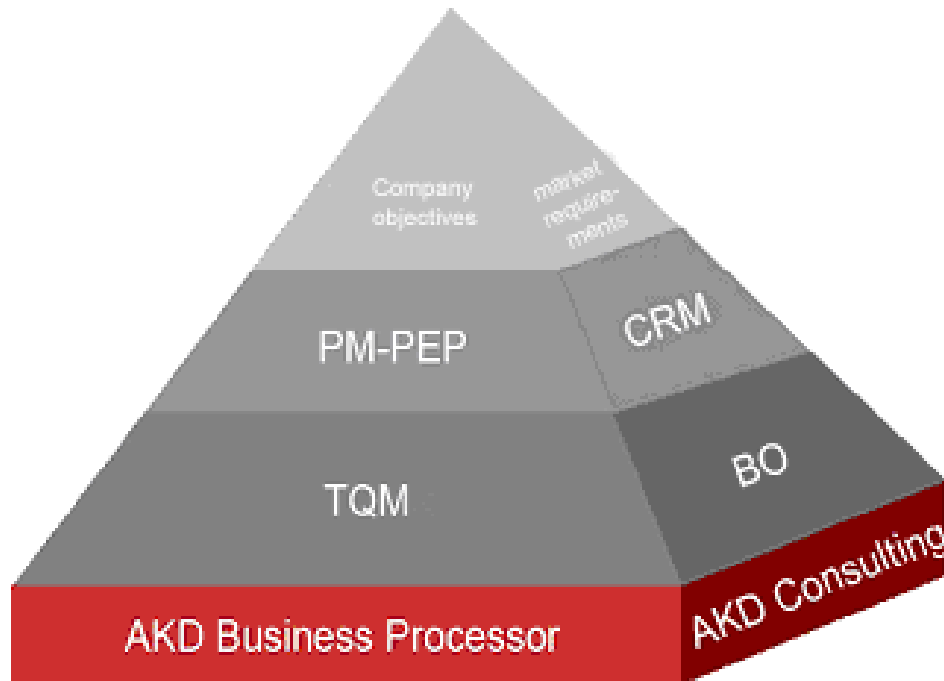 Company
objectives
market
require-
ments
PM-PEP
CRM
TQM
BO
AKD Business Processor
AKD Consulting